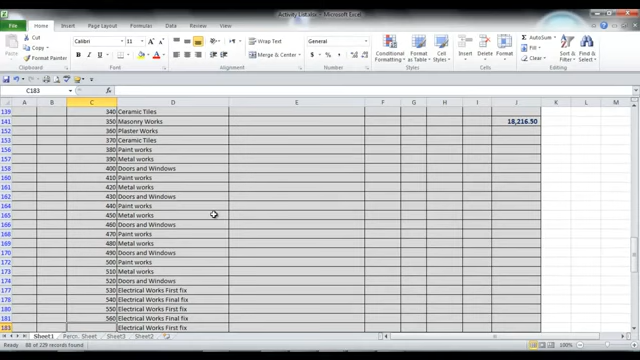 Activity List.xlsx - Microsoft Excel
File Home Insert Page Layout Formulas Data Review View
Cut
Copy
Format Painter
Paste
Calibri 11
Wrap Text
Merge & Center
General
Conditional Formatting
Format as Table
Cell Styles
Insert Delete Format
AutoSum
Fill
Clear
Sort & Filter
Find & Select
Clipboard Font Alignment Number Styles Cells Editing
C183
A B C D E F G H I J K L M
139 340 Ceramic Tiles
141 350 Masonry Works 18,216.50
152 360 Plaster Works
153 370 Ceramic Tiles
156 380 Paint works
157 390 Metal works
158 400 Doors and Windows
160 410 Paint works
161 420 Metal works
162 430 Doors and Windows
164 440 Paint works
165 450 Metal works
166 460 Doors and Windows
168 470 Paint works
169 480 Metal works
170 490 Doors and Windows
172 500 Paint works
173 510 Metal works
174 520 Doors and Windows
177 530 Electrical Works First fix
178 540 Electrical Works Final fix
180 550 Electrical Works First fix
181 560 Electrical Works Final fix
183 Electrical Works First fix
Sheet1 Percn. Sheet Sheet3 Sheet2
Ready 88 of 229 records found 100%